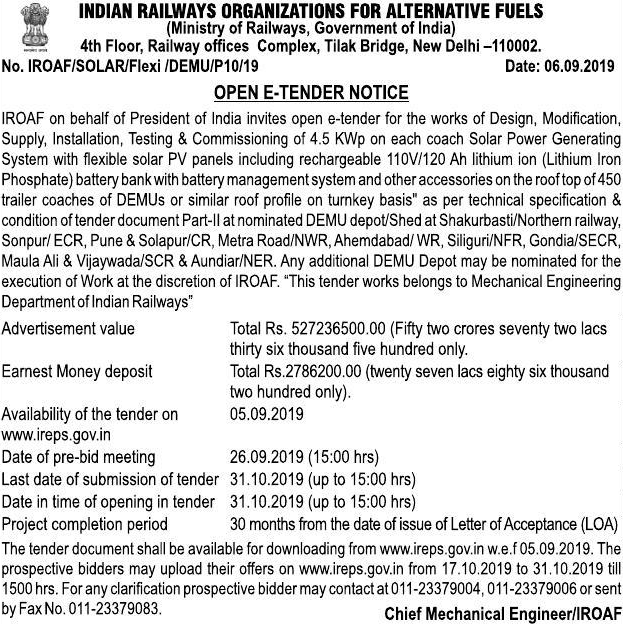 INDIAN RAILWAYS ORGANIZATIONS FOR ALTERNATIVE FUELS
(Ministry of Railways, Government of India)
4th Floor, Railway offices Complex, Tilak Bridge, New Delhi –110002.
No. IROAF/SOLAR/Flexi /DEMU/P10/19 Date: 06.09.2019
OPEN E-TENDER NOTICE
IROAF on behalf of President of India invites open e-tender for the works of Design, Modification,
Supply, Installation, Testing & Commissioning of 4.5 KWp on each coach Solar Power Generating
System with flexible solar PV panels including rechargeable 110V/120 Ah lithium ion (Lithium Iron
Phosphate) battery bank with battery management system and other accessories on the roof top of 450
trailer coaches of DEMUs or similar roof profile on turnkey basis" as per technical specification &
condition of tender document Part-II at nominated DEMU depot/Shed at Shakurbasti/Northern railway,
Sonpur/ ECR, Pune & Solapur/CR, Metra Road/NWR, Ahemdabad/ WR, Siliguri/NFR, Gondia/SECR,
Maula Ali & Vijaywada/SCR & Aundiar/NER. Any additional DEMU Depot may be nominated for the
execution of Work at the discretion of IROAF. “This tender works belongs to Mechanical Engineering
Department of Indian Railways”
Advertisement value Total Rs. 527236500.00 (Fifty two crores seventy two lacs
thirty six thousand five hundred only.
Earnest Money deposit Total Rs.2786200.00 (twenty seven lacs eighty six thousand
two hundred only).
Availability of the tender on 05.09.2019
www.ireps.gov.in
Date of pre-bid meeting 26.09.2019 (15:00 hrs)
Last date of submission of tender 31.10.2019 (up to 15:00 hrs)
Date in time of opening in tender 31.10.2019 (up to 15:00 hrs)
Project completion period 30 months from the date of issue of Letter of Acceptance (LOA)
The tender document shall be available for downloading from www.ireps.gov.in w.e.f 05.09.2019. The
prospective bidders may upload their offers on www.ireps.gov.in from 17.10.2019 to 31.10.2019 till
1500 hrs. For any clarification prospective bidder may contact at 011-23379004, 011-23379006 or sent
by Fax No. 011-23379083. Chief Mechanical Engineer/IROAF